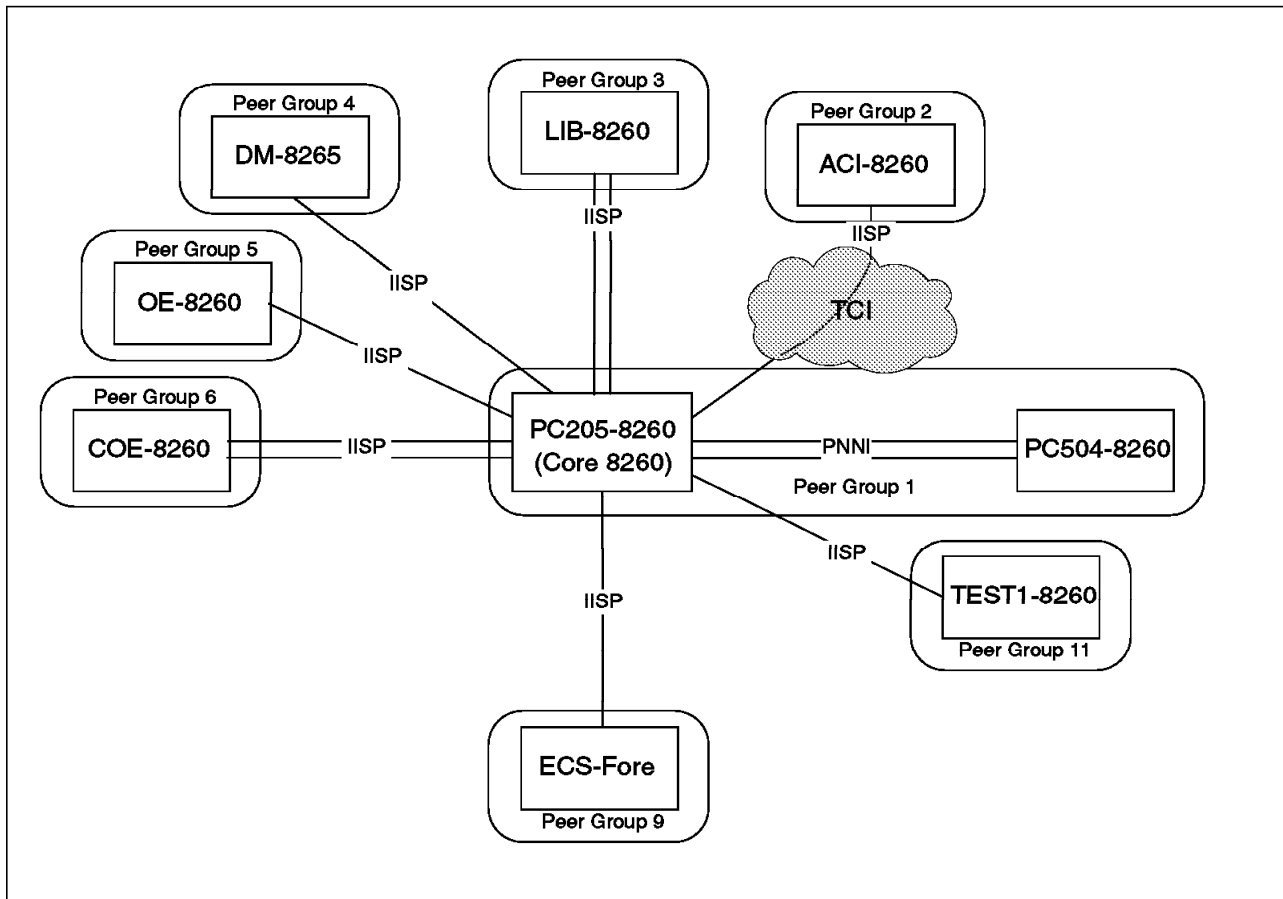 Peer Group 3
LIB-8260
Peer Group 4
DM-8265
Peer Group 2
ACI-8260
IISP
IISP
Peer Group 5
OE-8260
IISP
TCI
IISP
Peer Group 6
COE-8260
IISP
PC205-8260
(Core 8260)
PNNI
PC504-8260
Peer Group 1
IISP
TEST1-8260
Peer Group 11
IISP
ECS-Fore
Peer Group 9